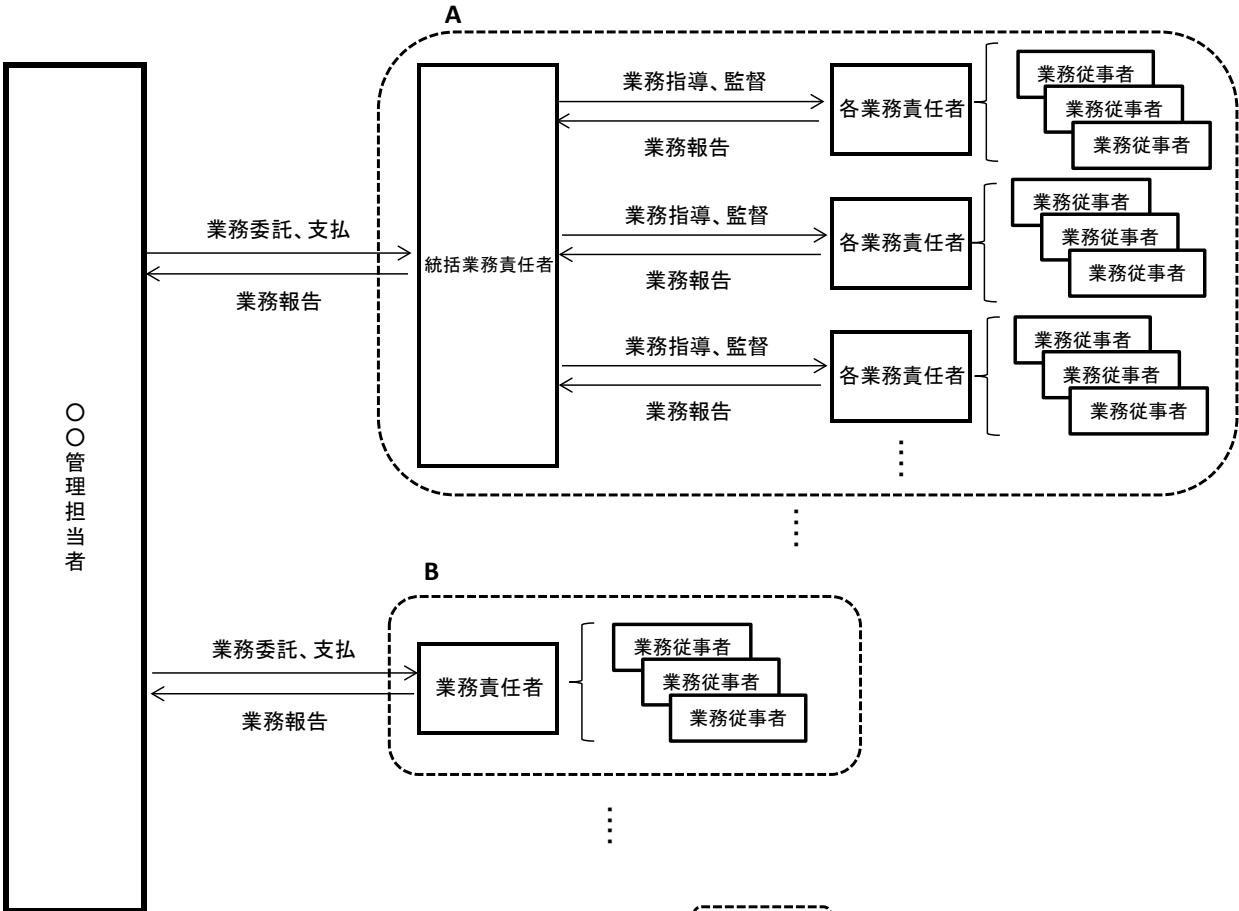 A
〇〇管理担当者
業務委託、支払
業務報告
統括業務責任者
業務指導、監督
業務報告
各業務責任者
業務従事者
業務従事者
業務従事者
業務指導、監督
業務報告
各業務責任者
業務従事者
業務従事者
業務従事者
業務指導、監督
業務報告
各業務責任者
業務従事者
業務従事者
業務従事者
B
業務委託、支払
業務報告
業務責任者
業務従事者
業務従事者
業務従事者